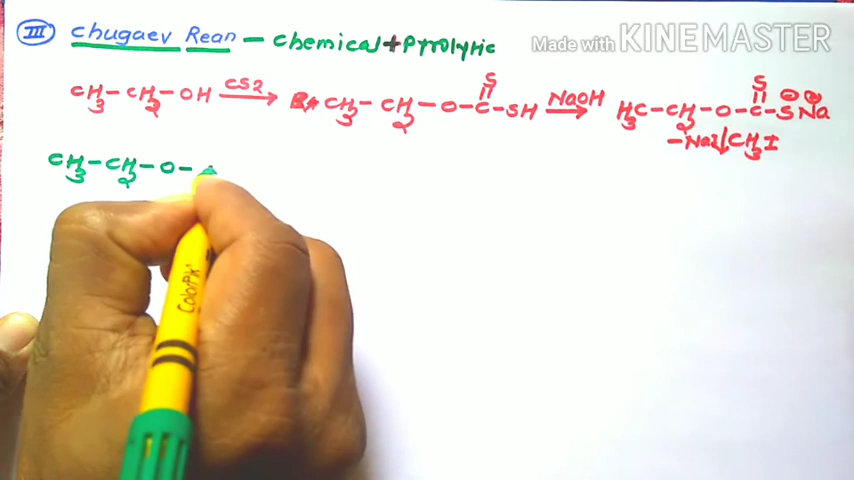 III chugaev Rean - chemical + Pyrolytic
Made with KINEMASTER
CH3-CH2-OH CS2 → CH3-CH2-O-C-SH NaOH → H3C-CH2-O-C-S Na
S S ⊖ ⊕
-NaI ↓ CH3I
CH3-CH2-O-
ColorPik